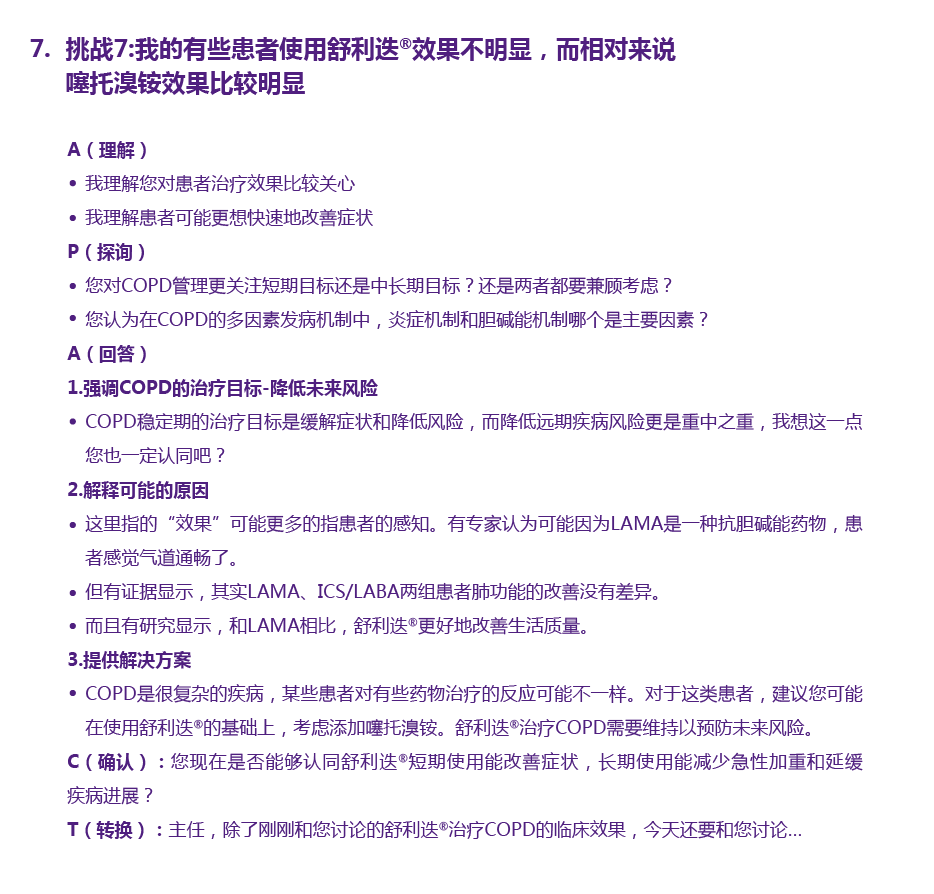 7. 挑战7:我的有些患者使用舒利迭®效果不明显，而相对来说
噻托溴铵效果比较明显
A（理解）
• 我理解您对患者治疗效果比较关心
• 我理解患者可能更想快速地改善症状
P（探询）
• 您对COPD管理更关注短期目标还是中长期目标？还是两者都要兼顾考虑？
• 您认为在COPD的多因素发病机制中，炎症机制和胆碱能机制哪个是主要因素？
A（回答）
1.强调COPD的治疗目标-降低未来风险
• COPD稳定期的治疗目标是缓解症状和降低风险，而降低远期疾病风险更是重中之重，我想这一点
您也一定认同吧？
2.解释可能的原因
• 这里指的“效果”可能更多的指患者的感知。有专家认为可能因为LAMA是一种抗胆碱能药物，患
者感觉气道通畅了。
• 但有证据显示，其实LAMA、ICS/LABA两组患者肺功能的改善没有差异。
• 而且有研究显示，和LAMA相比，舒利迭®更好地改善生活质量。
3.提供解决方案
• COPD是很复杂的疾病，某些患者对有些药物治疗的反应可能不一样。对于这类患者，建议您可能
在使用舒利迭®的基础上，考虑添加噻托溴铵。舒利迭®治疗COPD需要维持以预防未来风险。
C（确认）：您现在是否能够认同舒利迭®短期使用能改善症状，长期使用能减少急性加重和延缓
疾病进展？
T（转换）：主任，除了刚刚和您讨论的舒利迭®治疗COPD的临床效果，今天还要和您讨论...